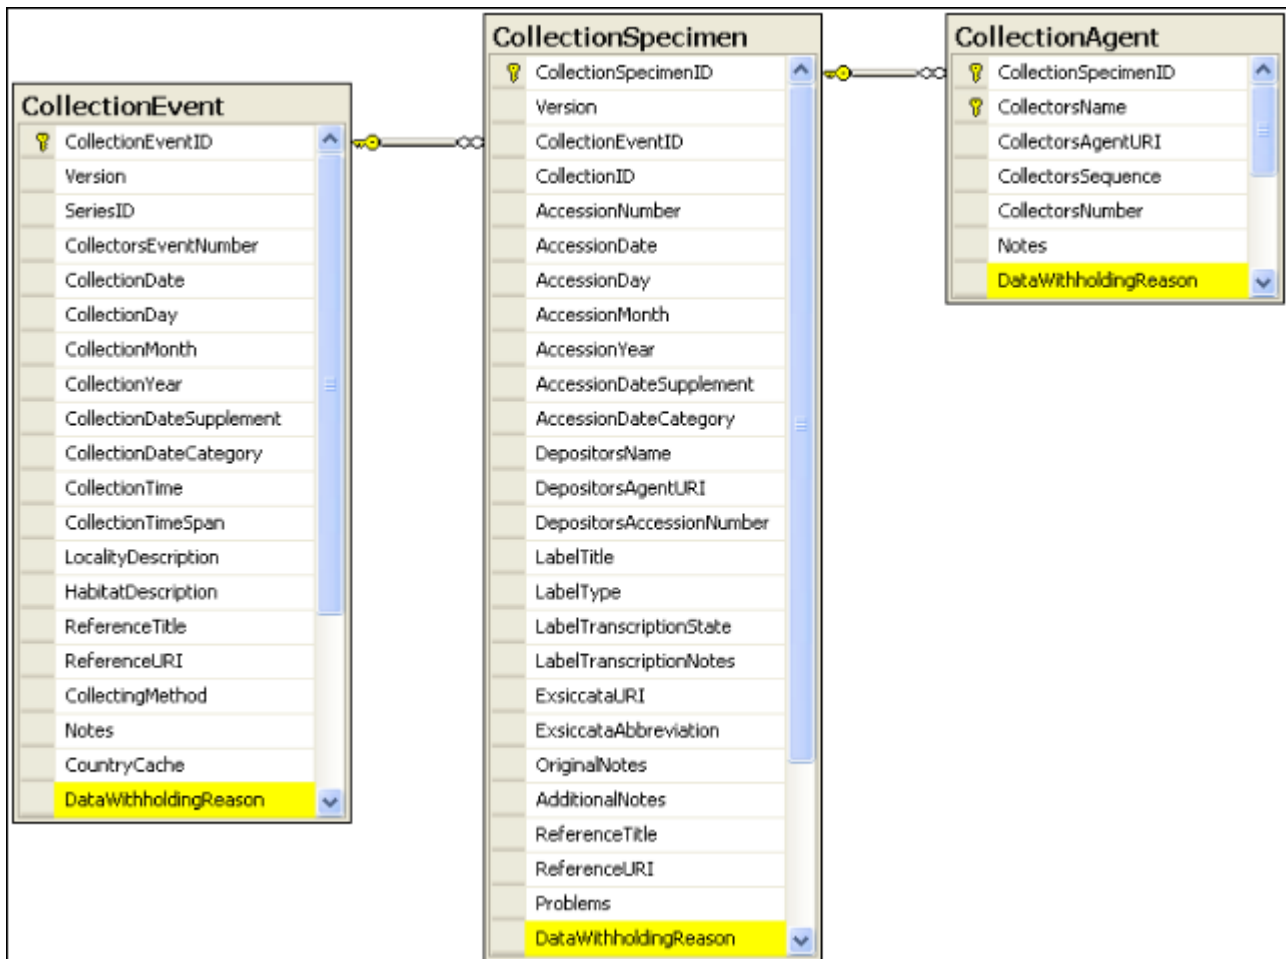 CollectionEvent
CollectionEventID
Version
SeriesID
CollectorsEventNumber
CollectionDate
CollectionDay
CollectionMonth
CollectionYear
CollectionDateSupplement
CollectionDateCategory
CollectionTime
CollectionTimeSpan
LocalityDescription
HabitatDescription
ReferenceTitle
ReferenceURI
CollectingMethod
Notes
CountryCache
DataWithholdingReason
CollectionSpecimen
CollectionSpecimenID
Version
CollectionEventID
CollectionID
AccessionNumber
AccessionDate
AccessionDay
AccessionMonth
AccessionYear
AccessionDateSupplement
AccessionDateCategory
DepositorsName
DepositorsAgentURI
DepositorsAccessionNumber
LabelTitle
LabelType
LabelTranscriptionState
LabelTranscriptionNotes
ExsiccataURI
ExsiccataAbbreviation
OriginalNotes
AdditionalNotes
ReferenceTitle
ReferenceURI
Problems
DataWithholdingReason
CollectionAgent
CollectionSpecimenID
CollectorsName
CollectorsAgentURI
CollectorsSequence
CollectorsNumber
Notes
DataWithholdingReason